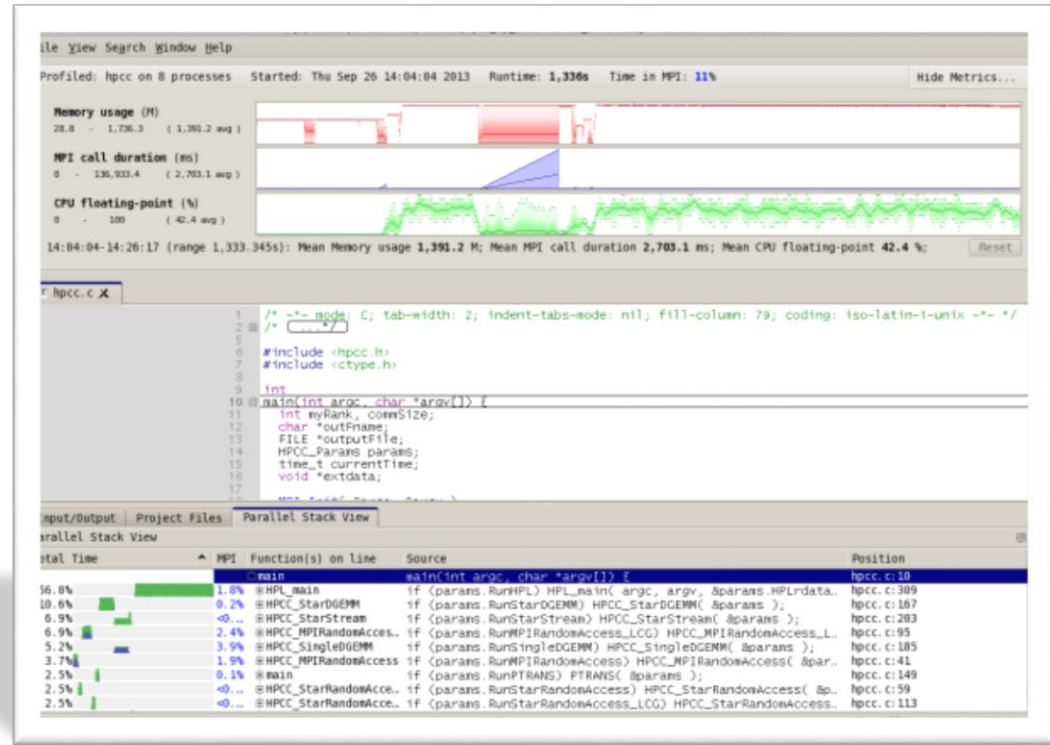 ile View Search Window Help
Profiled: hpcc on 8 processes Started: Thu Sep 26 14:04:04 2013 Runtime: 1,336s Time in MPI: 11% Hide Metrics...
Memory usage (M)
28.8 - 1,736.3 ( 1,391.2 avg )
MPI call duration (ms)
0 - 136,933.4 ( 2,703.1 avg )
CPU floating-point (%)
0 - 100 ( 42.4 avg )
14:04:04-14:26:17 (range 1,333.345s): Mean Memory usage 1,391.2 M; Mean MPI call duration 2,703.1 ms; Mean CPU floating-point 42.4 %; Reset
hpcc.c X
1 /* -*- mode: C; tab-width: 2; indent-tabs-mode: nil; fill-column: 79; coding: iso-latin-1-unix -*- */
2 /* ...*/
5
6 #include <hpcc.h>
7 #include <ctype.h>
8
9 int
10 main(int argc, char *argv[]) {
11 int myRank, commSize;
12 char *outFname;
13 FILE *outputFile;
14 HPCC_Params params;
15 time_t currentTime;
16 void *extdata;
17
nput/Output Project Files Parallel Stack View
arallel Stack View
otal Time MPI Function(s) on line Source Position
main main(int argc, char *argv[]) { hpcc.c:10
56.0% 1.8% HPL_main if (params.RunHPL) HPL_main( argc, argv, &params.HPLrdata.. hpcc.c:309
10.6% 0.2% HPCC_StarDGEMM if (params.RunStarDGEMM) HPCC_StarDGEMM( &params ); hpcc.c:167
6.9% <0... HPCC_StarStream if (params.RunStarStream) HPCC_StarStream( &params ); hpcc.c:203
6.9% 2.4% HPCC_MPIRandomAcces.. if (params.RunMPIRandomAccess_LCG) HPCC_MPIRandomAccess_L.. hpcc.c:95
5.2% 3.9% HPCC_SingleDGEMM if (params.RunSingleDGEMM) HPCC_SingleDGEMM( &params ); hpcc.c:185
3.7% 1.9% HPCC_MPIRandomAccess if (params.RunMPIRandomAccess) HPCC_MPIRandomAccess( &par.. hpcc.c:41
2.5% 0.1% main if (params.RunPTRANS) PTRANS( &params ); hpcc.c:149
2.5% <0... HPCC_StarRandomAcce.. if (params.RunStarRandomAccess) HPCC_StarRandomAccess( &p.. hpcc.c:59
2.5% <0... HPCC_StarRandomAcce.. if (params.RunStarRandomAccess_LCG) HPCC_StarRandomAccess.. hpcc.c:113